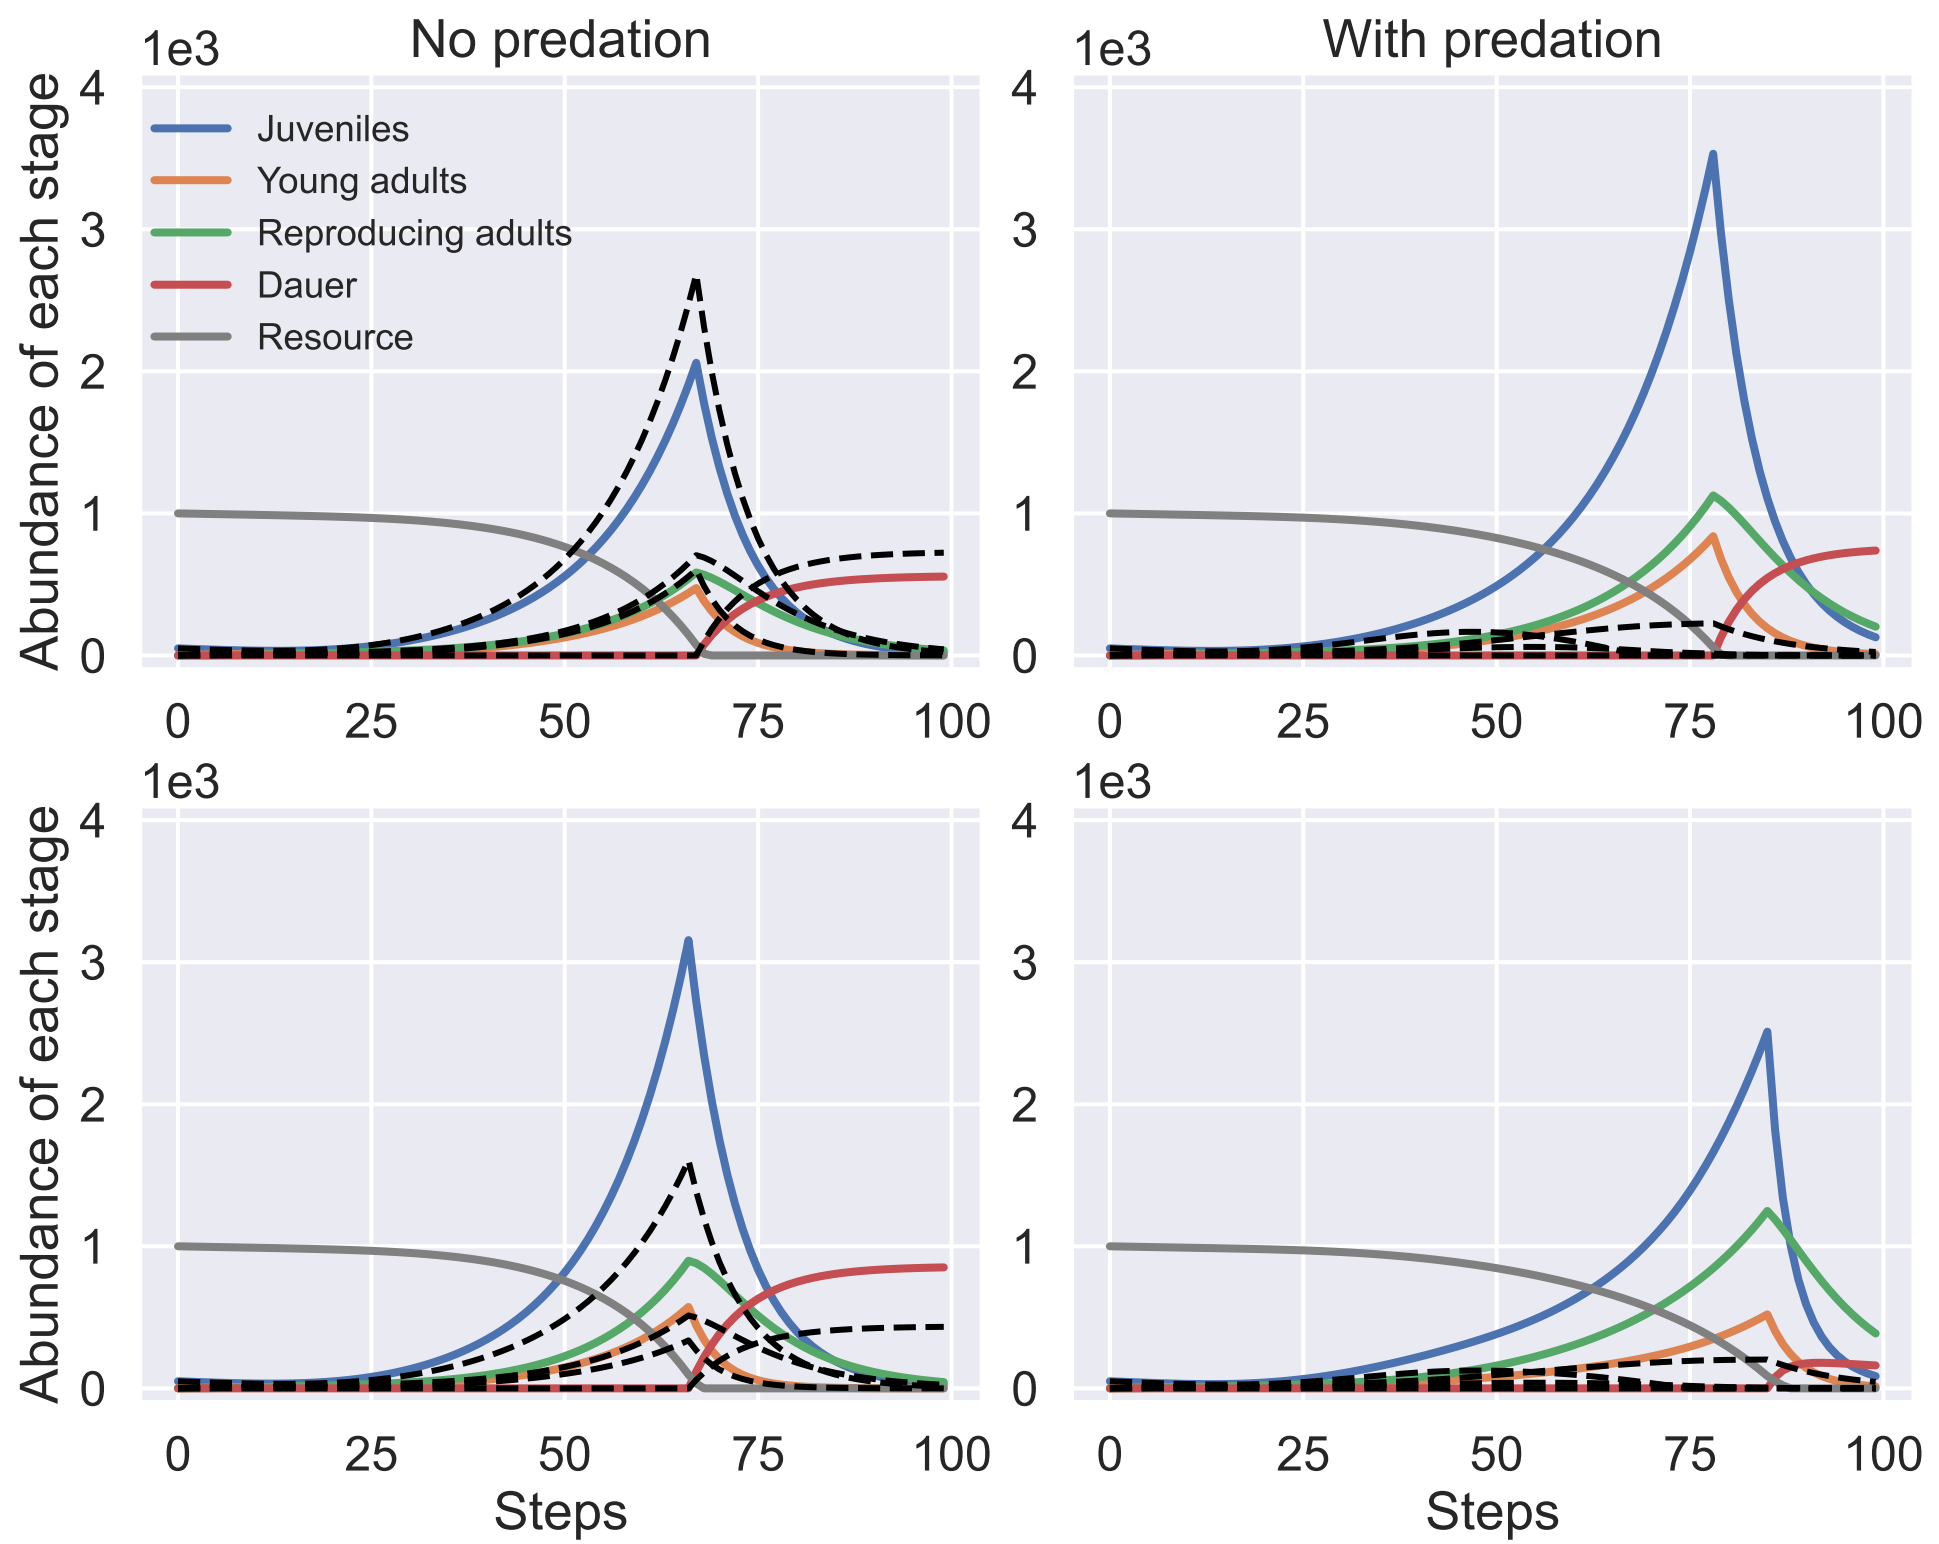 No predation
With predation
1e3
1e3
Abundance of each stage
4
3
2
1
0
Juveniles
Young adults
Reproducing adults
Dauer
Resource
0 25 50 75 100
4
3
2
1
0
0 25 50 75 100
1e3
1e3
Abundance of each stage
4
3
2
1
0
0 25 50 75 100
Steps
4
3
2
1
0
0 25 50 75 100
Steps